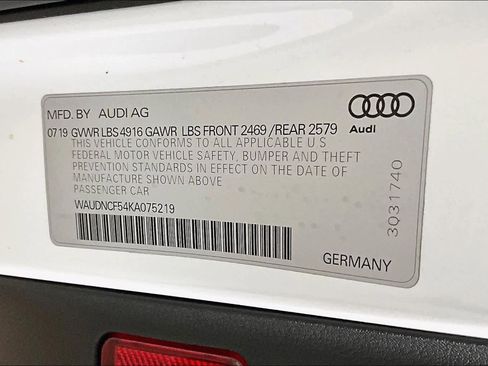 MFD. BY AUDI AG
07 19 GVWR LBS 4916 GAWR LBS FRONT 2469 /REAR 2579
THIS VEHICLE CONFORMS TO ALL APPLICABLE U S
FEDERAL MOTOR VEHICLE SAFETY, BUMPER AND THEFT
PREVENTION STANDARDS IN EFFECT ON THE DATE OF
MANUFACTURE SHOWN ABOVE
PASSENGER CAR
WAUDNCF54KA075219
Audi
3Q31740
GERMANY